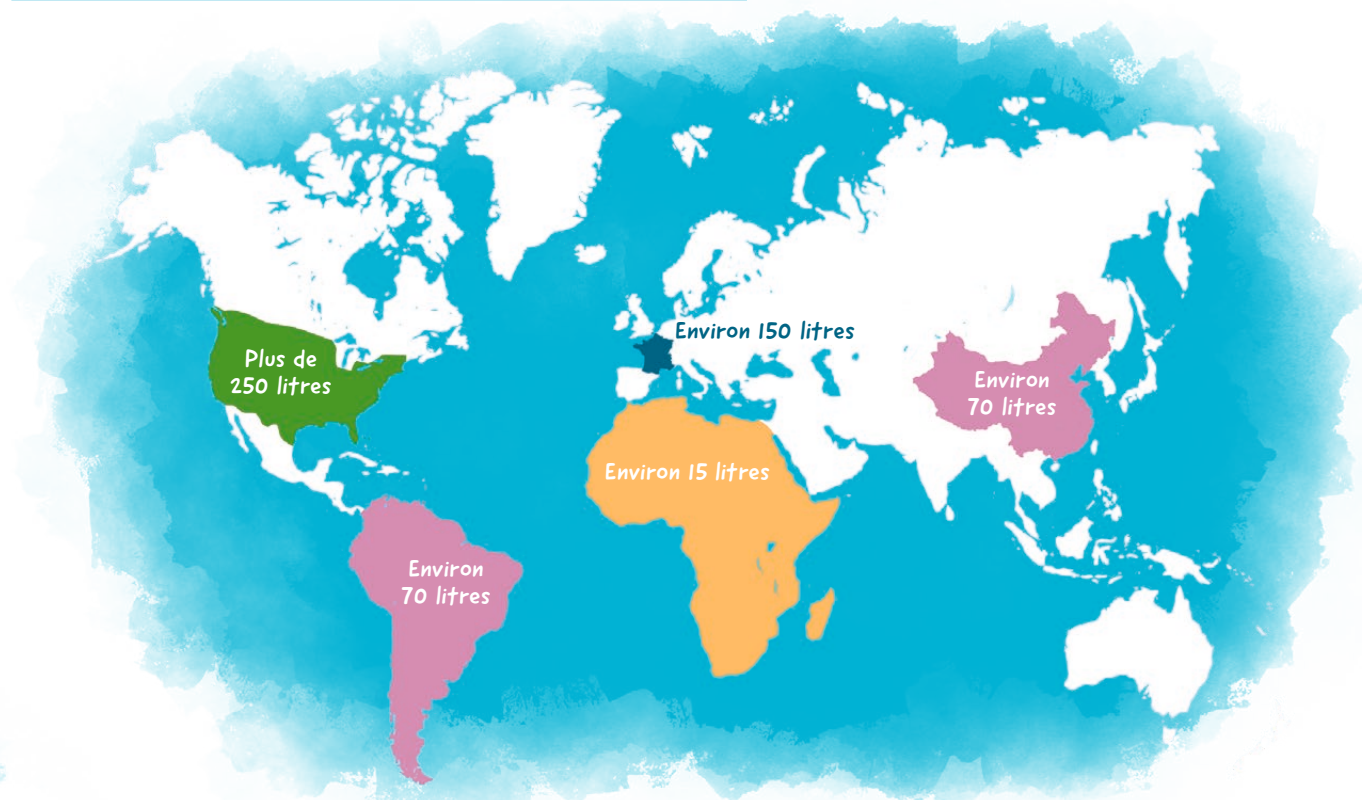 Environ 150 litres
Plus de
250 litres
Environ
70 litres
Environ 15 litres
Environ
70 litres